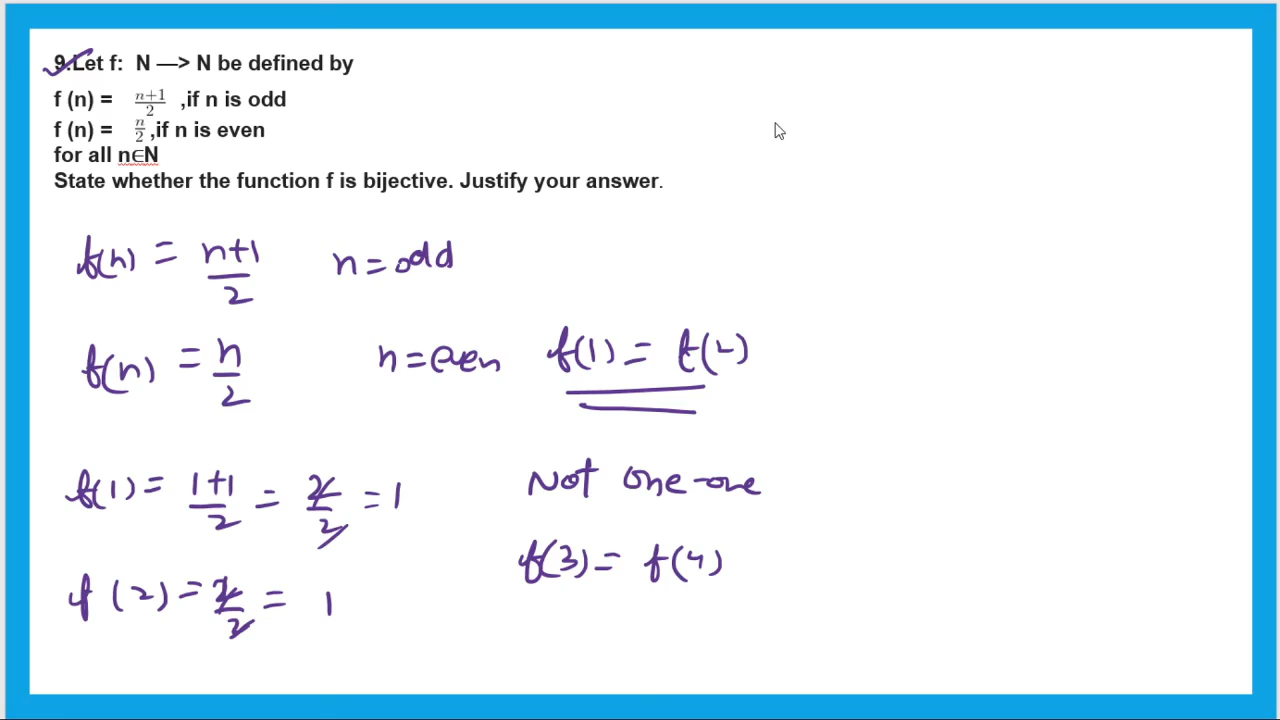 9.Let f: N —> N be defined by
f (n) = n+1/2 ,if n is odd
f (n) = n/2 ,if n is even
for all n∈N
State whether the function f is bijective. Justify your answer.
f(n) = n+1/2 n = odd
f(n) = n/2 n = even f(1) = f(2)
f(1) = 1+1/2 = 2/2 = 1 Not one-one
f(3) = f(4)
f(2) = 2/2 = 1